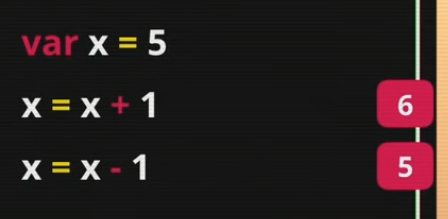 var x = 5
x = x + 1 6
x = x - 1 5